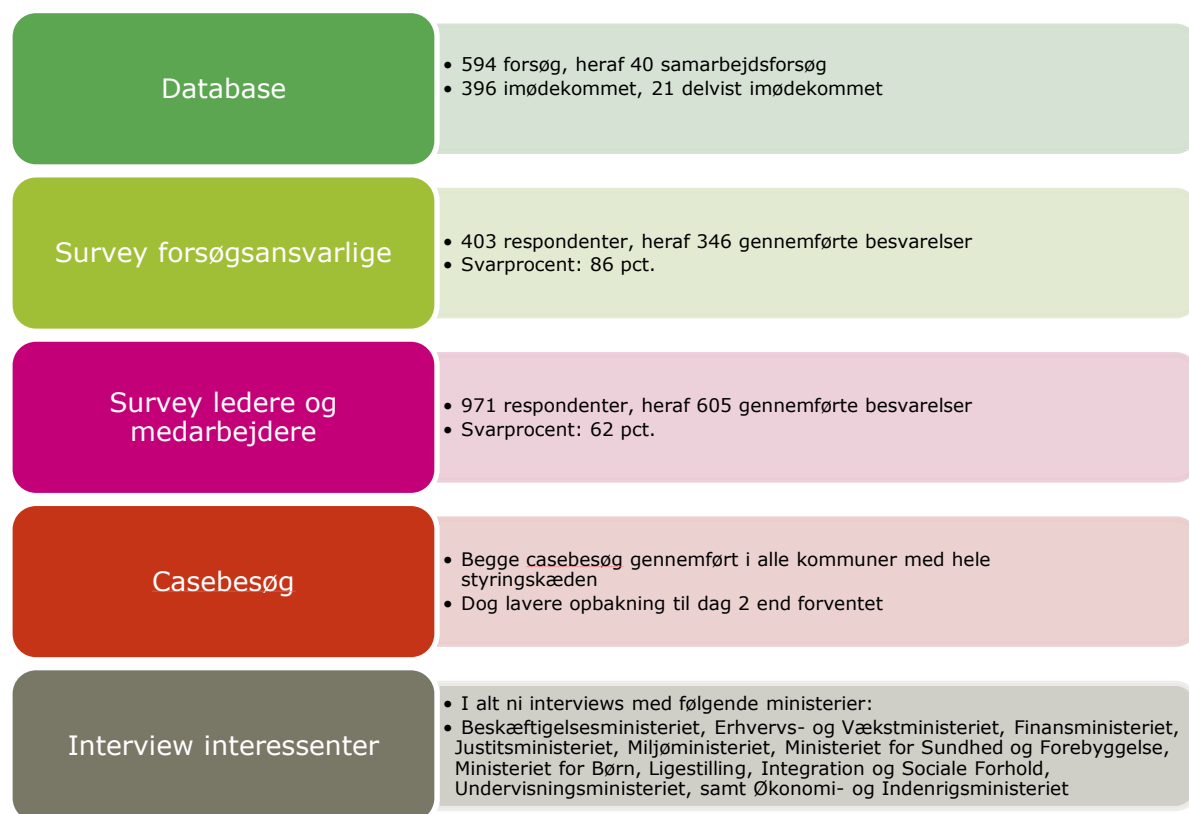 Database
• 594 forsøg, heraf 40 samarbejdsforsøg
• 396 imødekommet, 21 delvist imødekommet
Survey forsøgsansvarlige
• 403 respondenter, heraf 346 gennemførte besvarelser
• Svarprocent: 86 pct.
Survey ledere og
medarbejdere
• 971 respondenter, heraf 605 gennemførte besvarelser
• Svarprocent: 62 pct.
Casebesøg
• Begge casebesøg gennemført i alle kommuner med hele
styringskæden
• Dog lavere opbakning til dag 2 end forventet
Interview interessenter
• I alt ni interviews med følgende ministerier:
• Beskæftigelsesministeriet, Erhvervs- og Vækstministeriet, Finansministeriet,
Justitsministeriet, Miljøministeriet, Ministeriet for Sundhed og Forebyggelse,
Ministeriet for Børn, Ligestilling, Integration og Sociale Forhold,
Undervisningsministeriet, samt Økonomi- og Indenrigsministeriet